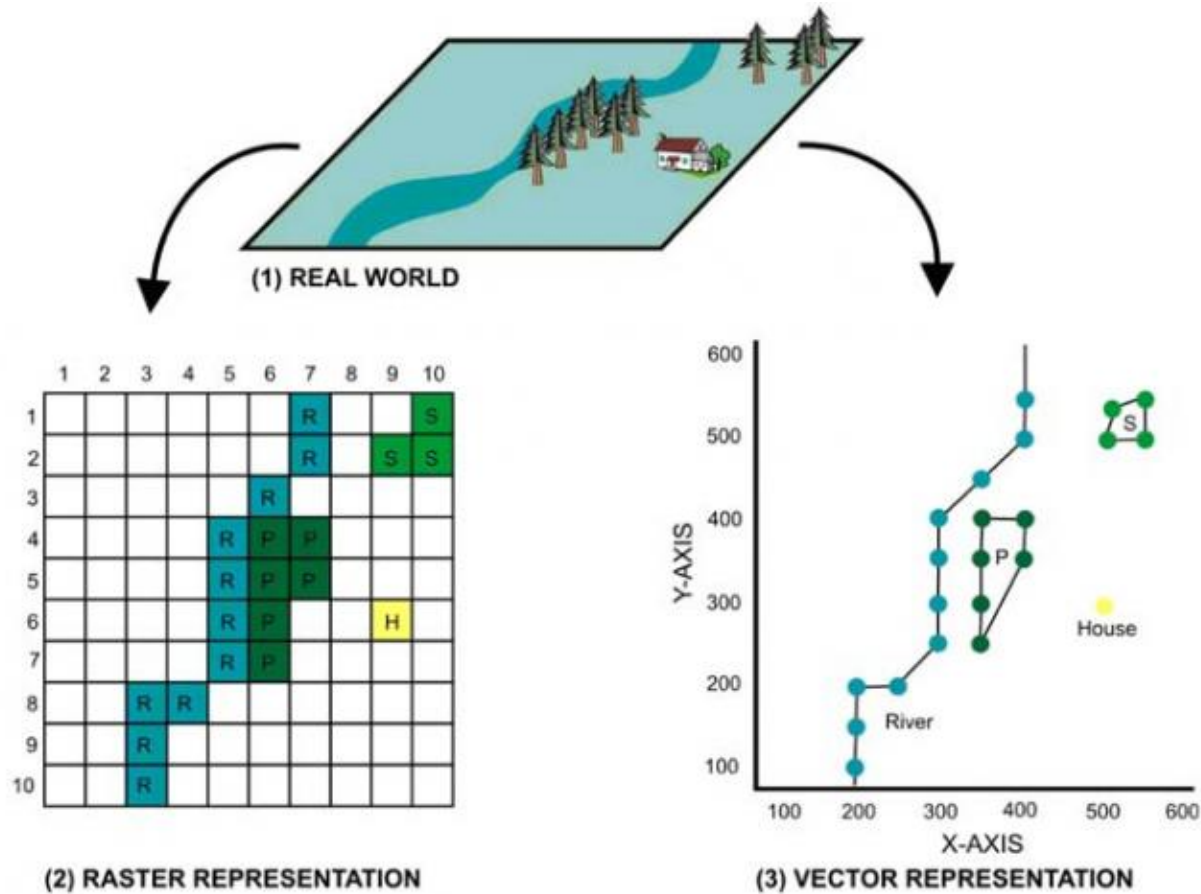 (1) REAL WORLD
1 2 3 4 5 6 7 8 9 10
1 R S
2 R S S
3 R
4 R P P
5 R P P
6 R P H
7 R P
8 R R
9 R
10 R
(2) RASTER REPRESENTATION
600
500
400
300
200
100
Y-AXIS
S
P
House
River
100 200 300 400 500 600
X-AXIS
(3) VECTOR REPRESENTATION